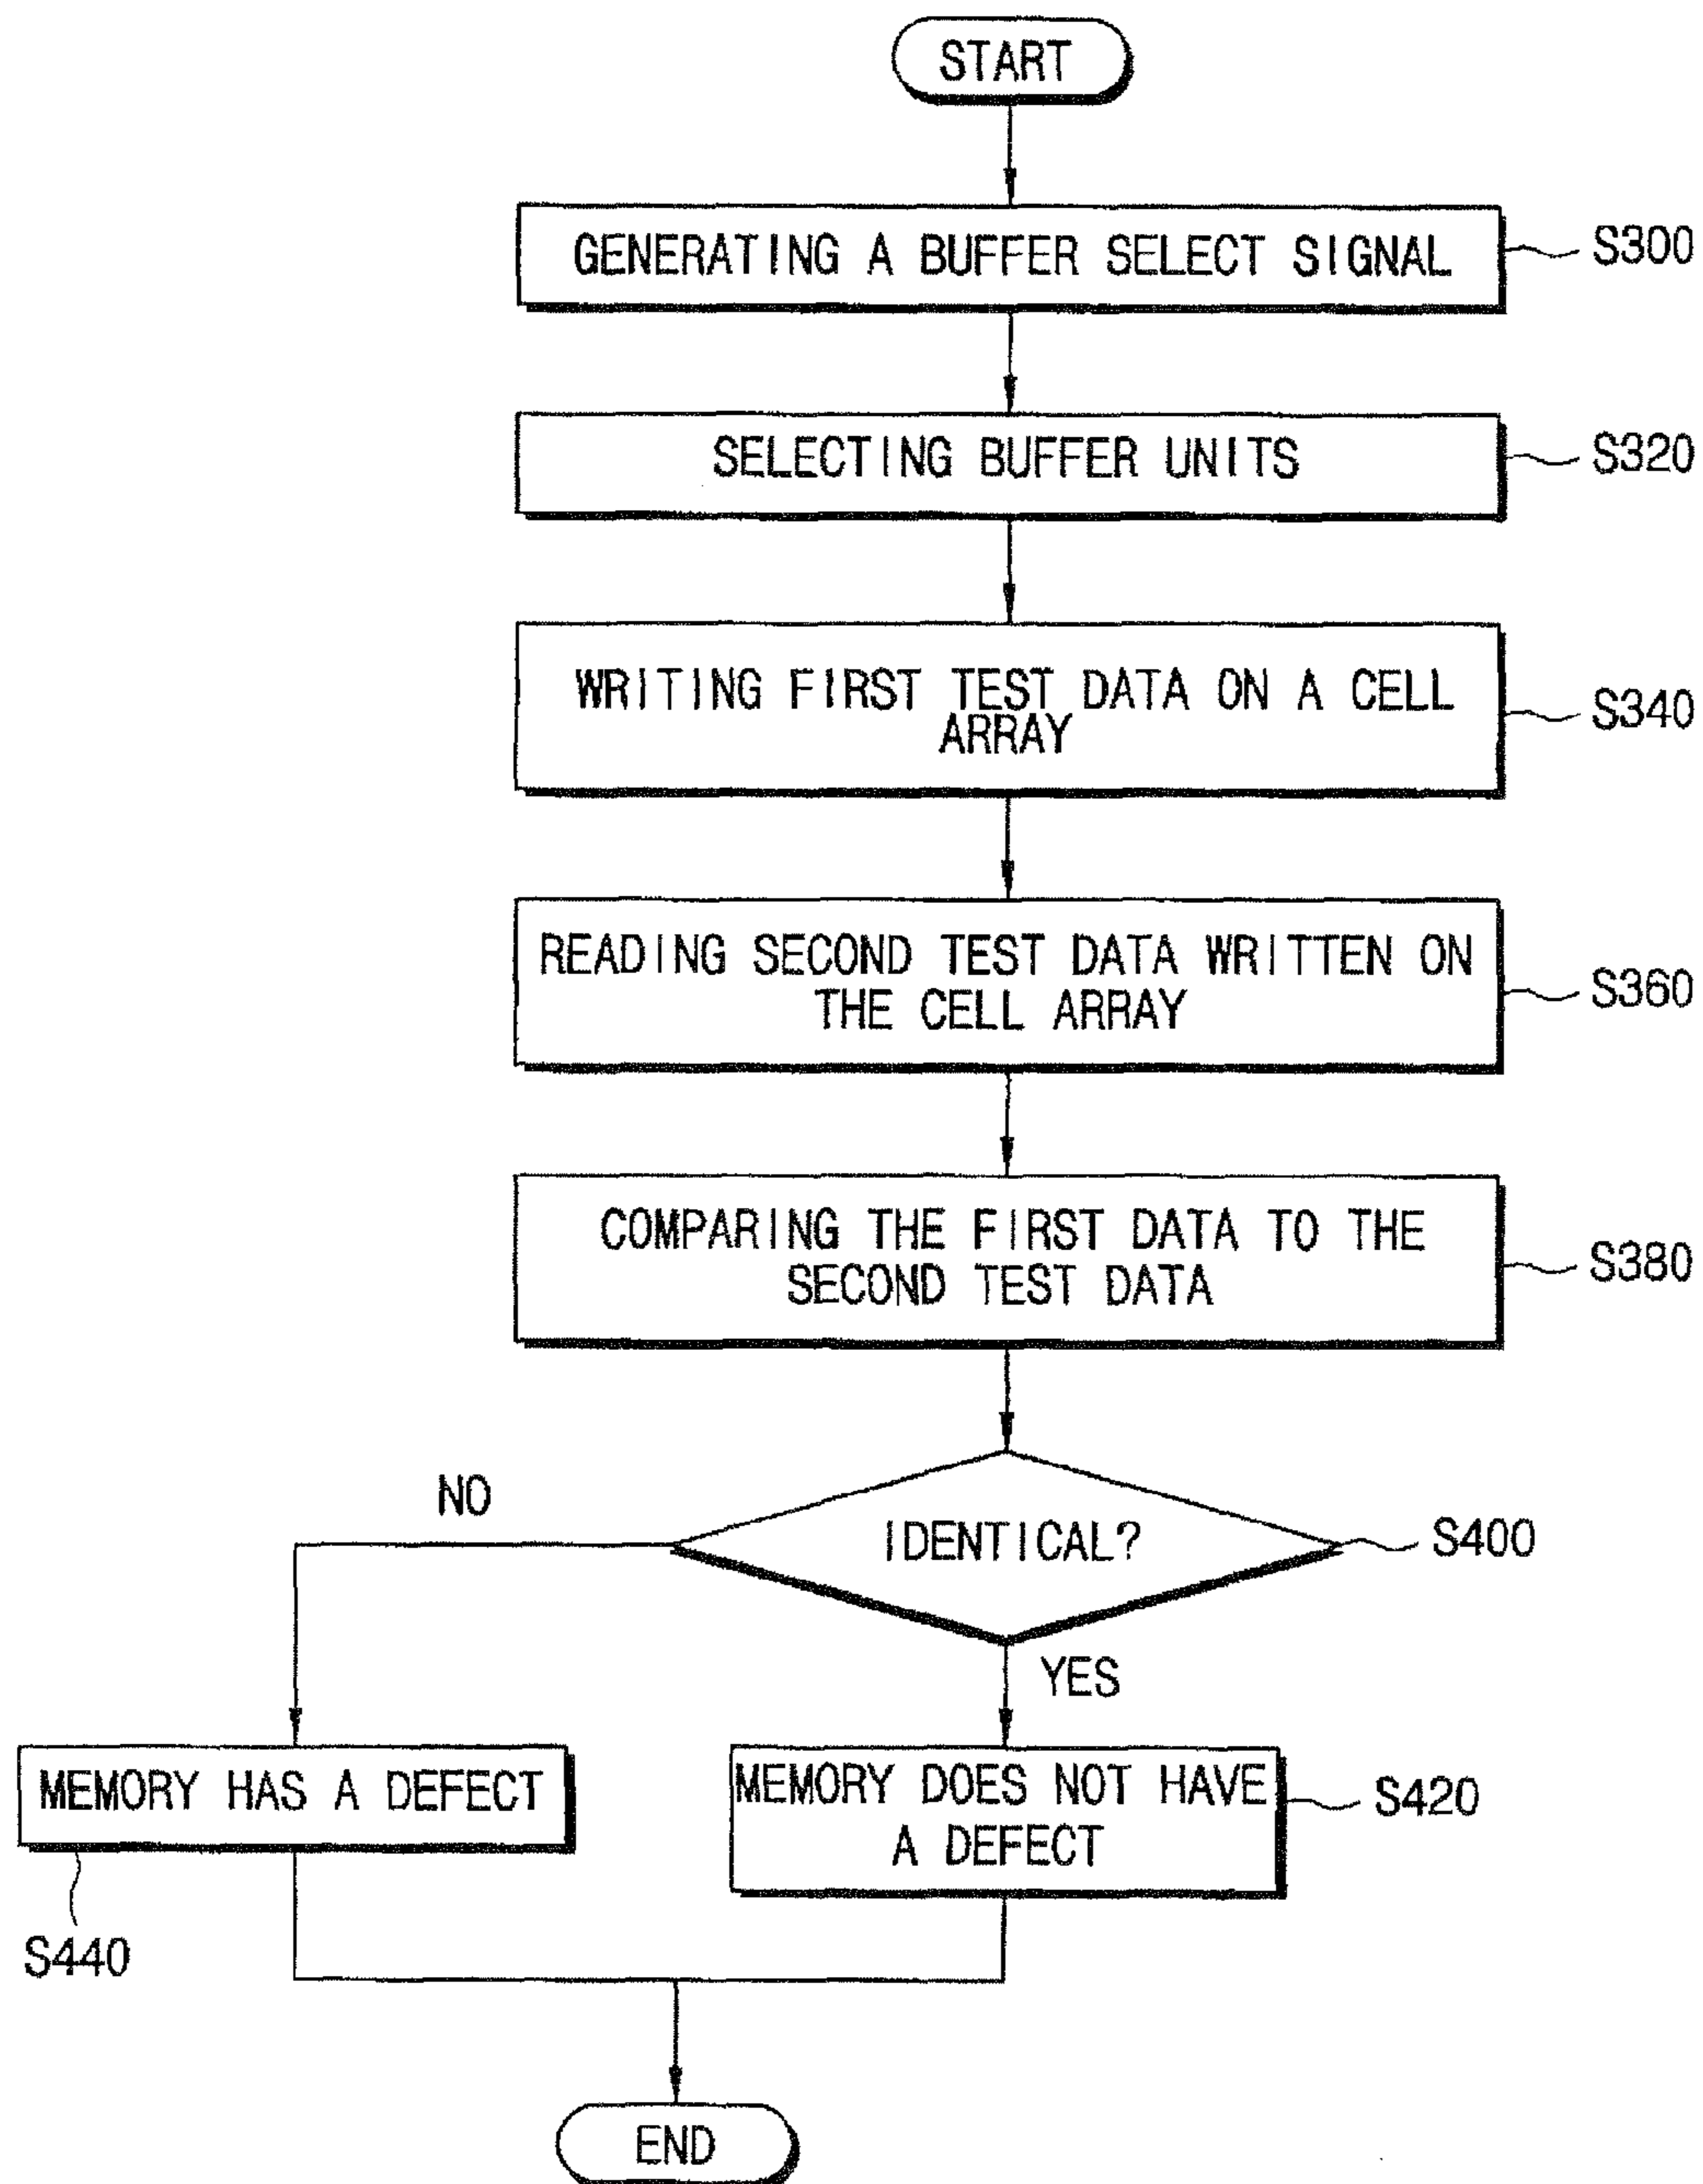 START
GENERATING A BUFFER SELECT SIGNAL
S300
SELECTING BUFFER UNITS
S320
WRITING FIRST TEST DATA ON A CELL
ARRAY
S340
READING SECOND TEST DATA WRITTEN ON
THE CELL ARRAY
S360
COMPARING THE FIRST DATA TO THE
SECOND TEST DATA
S380
NO
IDENTICAL?
S400
YES
MEMORY HAS A DEFECT
S440
MEMORY DOES NOT HAVE
A DEFECT
S420
END